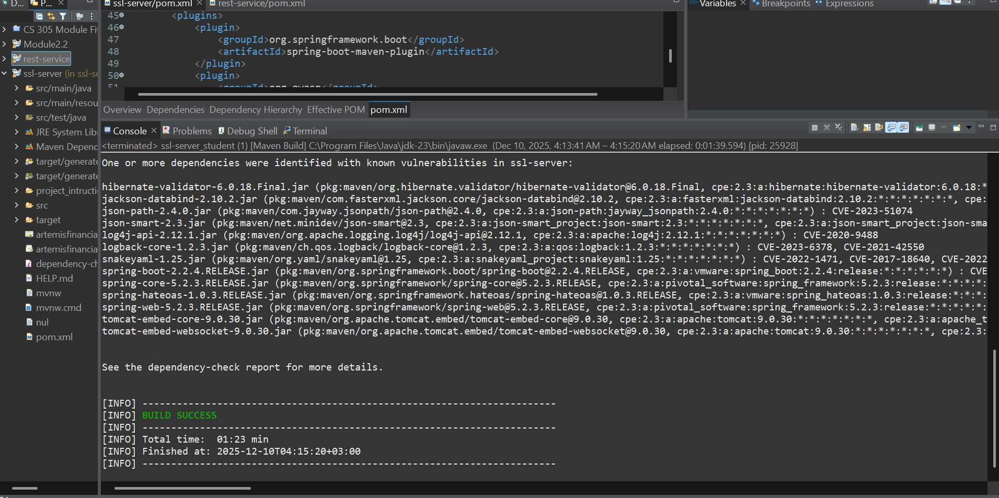 D...
P...
CS 305 Module Fi
Module2.2
rest-service
ssl-server (in ssl-se
src/main/java
src/main/resou
src/test/java
JRE System Lib
Maven Depend
target/generate
target/generate
project_intructi
src
target
artemisfinancia
artemisfinancia
dependency-ch
HELP.md
mvnw
mvnw.cmd
nul
pom.xml
ssl-server/pom.xml
rest-service/pom.xml
45 <plugins>
46 <plugin>
47 <groupId>org.springframework.boot</groupId>
48 <artifactId>spring-boot-maven-plugin</artifactId>
49 </plugin>
50 <plugin>
51 <groupId>org.owasp</groupId>
Overview Dependencies Dependency Hierarchy Effective POM pom.xml
Variables Breakpoints Expressions
Console Problems Debug Shell Terminal
<terminated> ssl-server_student (1) [Maven Build] C:\Program Files\Java\jdk-23\bin\javaw.exe (Dec 10, 2025, 4:13:41 AM – 4:15:20 AM elapsed: 0:01:39.594) [pid: 25928]
One or more dependencies were identified with known vulnerabilities in ssl-server:
hibernate-validator-6.0.18.Final.jar (pkg:maven/org.hibernate.validator/hibernate-validator@6.0.18.Final, cpe:2.3:a:hibernate:hibernate-validator:6.0.18:*
jackson-databind-2.10.2.jar (pkg:maven/com.fasterxml.jackson.core/jackson-databind@2.10.2, cpe:2.3:a:fasterxml:jackson-databind:2.10.2:*:*:*:*:*:*:*, cpe:
json-path-2.4.0.jar (pkg:maven/com.jayway.jsonpath/json-path@2.4.0, cpe:2.3:a:json-path:jayway_jsonpath:2.4.0:*:*:*:*:*:*:*) : CVE-2023-51074
json-smart-2.3.jar (pkg:maven/net.minidev/json-smart@2.3, cpe:2.3:a:json-smart_project:json-smart:2.3:*:*:*:*:*:*:*, cpe:2.3:a:json-smart_project:json-sma
log4j-api-2.12.1.jar (pkg:maven/org.apache.logging.log4j/log4j-api@2.12.1, cpe:2.3:a:apache:log4j:2.12.1:*:*:*:*:*:*:*) : CVE-2020-9488
logback-core-1.2.3.jar (pkg:maven/ch.qos.logback/logback-core@1.2.3, cpe:2.3:a:qos:logback:1.2.3:*:*:*:*:*:*:*) : CVE-2023-6378, CVE-2021-42550
snakeyaml-1.25.jar (pkg:maven/org.yaml/snakeyaml@1.25, cpe:2.3:a:snakeyaml_project:snakeyaml:1.25:*:*:*:*:*:*:*) : CVE-2022-1471, CVE-2017-18640, CVE-2022
spring-boot-2.2.4.RELEASE.jar (pkg:maven/org.springframework.boot/spring-boot@2.2.4.RELEASE, cpe:2.3:a:vmware:spring_boot:2.2.4:release:*:*:*:*:*:*) : CVE
spring-core-5.2.3.RELEASE.jar (pkg:maven/org.springframework/spring-core@5.2.3.RELEASE, cpe:2.3:a:pivotal_software:spring_framework:5.2.3:release:*:*:*:*:
spring-hateoas-1.0.3.RELEASE.jar (pkg:maven/org.springframework.hateoas/spring-hateoas@1.0.3.RELEASE, cpe:2.3:a:vmware:spring_hateoas:1.0.3:release:*:*:*:
spring-web-5.2.3.RELEASE.jar (pkg:maven/org.springframework/spring-web@5.2.3.RELEASE, cpe:2.3:a:pivotal_software:spring_framework:5.2.3:release:*:*:*:*:*:
tomcat-embed-core-9.0.30.jar (pkg:maven/org.apache.tomcat.embed/tomcat-embed-core@9.0.30, cpe:2.3:a:apache:tomcat:9.0.30:*:*:*:*:*:*:*, cpe:2.3:a:apache_t
tomcat-embed-websocket-9.0.30.jar (pkg:maven/org.apache.tomcat.embed/tomcat-embed-websocket@9.0.30, cpe:2.3:a:apache:tomcat:9.0.30:*:*:*:*:*:*:*, cpe:2.3:
See the dependency-check report for more details.
[INFO] ------------------------------------------------------------------------
[INFO] BUILD SUCCESS
[INFO] ------------------------------------------------------------------------
[INFO] Total time:  01:23 min
[INFO] Finished at: 2025-12-10T04:15:20+03:00
[INFO] ------------------------------------------------------------------------